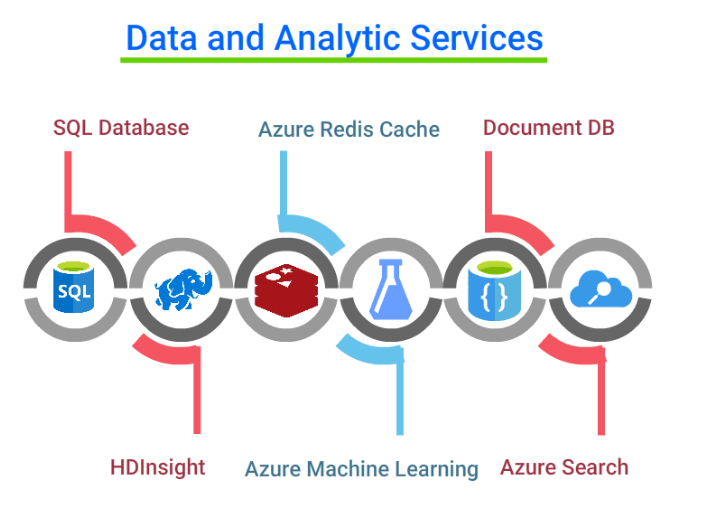 Data and Analytic Services
SQL Database
Azure Redis Cache
Document DB
SQL
{ }
HDInsight
Azure Machine Learning
Azure Search